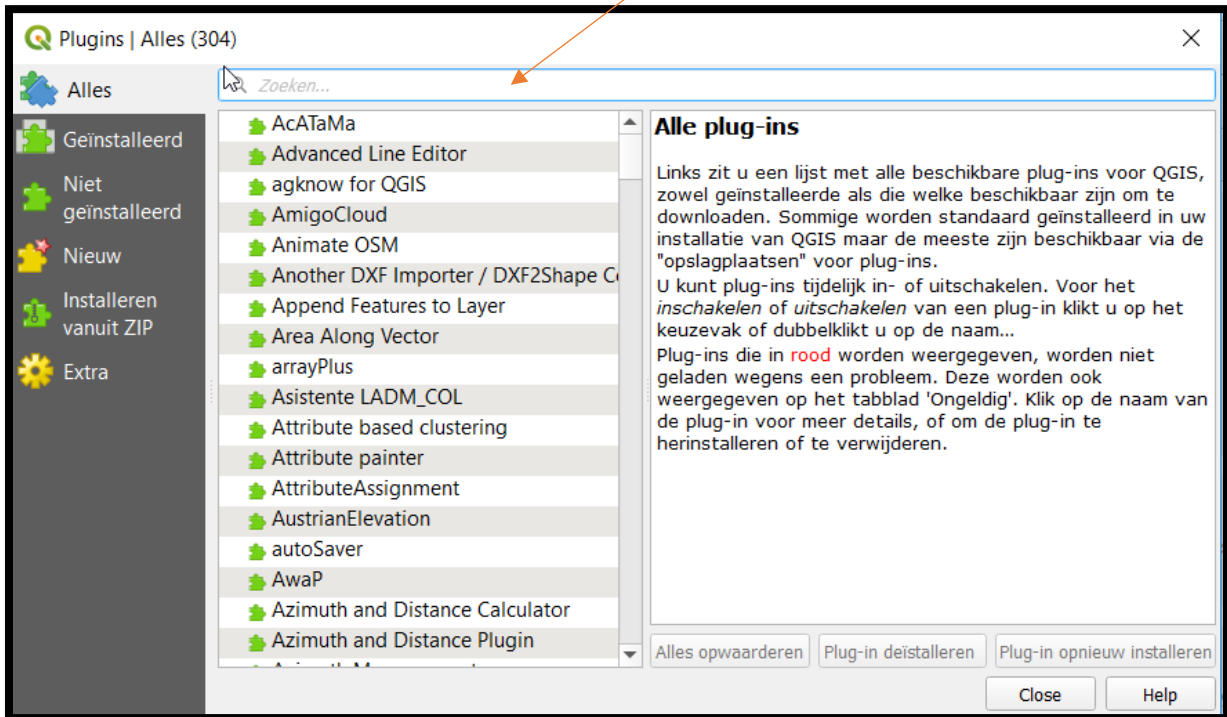 Plugins | Alles (304)
Alles
Geïnstalleerd
Niet
geïnstalleerd
Nieuw
Installeren
vanuit ZIP
Extra
Zoeken...
AcATaMa
Advanced Line Editor
agknow for QGIS
AmigoCloud
Animate OSM
Another DXF Importer / DXF2Shape
Append Features to Layer
Area Along Vector
arrayPlus
Asistente LADM_COL
Attribute based clustering
Attribute painter
AttributeAssignment
AustrianElevation
autoSaver
AwaP
Azimuth and Distance Calculator
Azimuth and Distance Plugin
Alle plug-ins
Links zit u een lijst met alle beschikbare plug-ins voor QGIS,
zowel geïnstalleerde als die welke beschikbaar zijn om te
downloaden. Sommige worden standaard geïnstalleerd in uw
installatie van QGIS maar de meeste zijn beschikbaar via de
"opslagplaatsen" voor plug-ins.
U kunt plug-ins tijdelijk in- of uitschakelen. Voor het
inschakelen of uitschakelen van een plug-in klikt u op het
keuzevak of dubbelklikt u op de naam...
Plug-ins die in rood worden weergegeven, worden niet
geladen wegens een probleem. Deze worden ook
weergegeven op het tabblad 'Ongeldig'. Klik op de naam van
de plug-in voor meer details, of om de plug-in te
herinstalleren of te verwijderen.
Alles opwaarderen
Plug-in deïstalleren
Plug-in opnieuw installeren
Close
Help